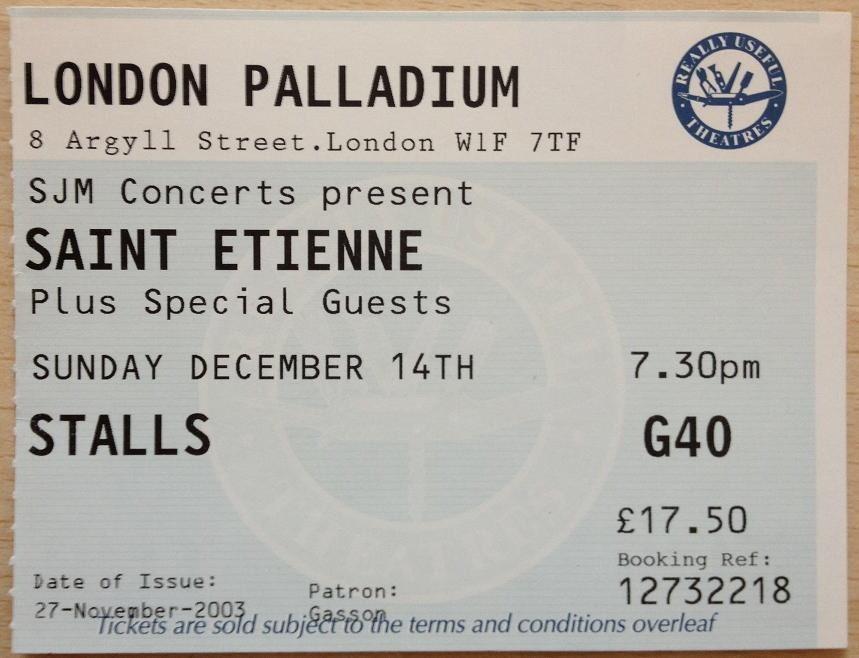 LONDON PALLADIUM
REALLY USEFUL THEATRES
8 Argyll Street.London W1F 7TF
SJM Concerts present
SAINT ETIENNE
Plus Special Guests
SUNDAY DECEMBER 14TH 7.30pm
STALLS G40
£17.50
Booking Ref:
12732218
Date of Issue:
27-November-2003
Patron:
Gasson
Tickets are sold subject to the terms and conditions overleaf